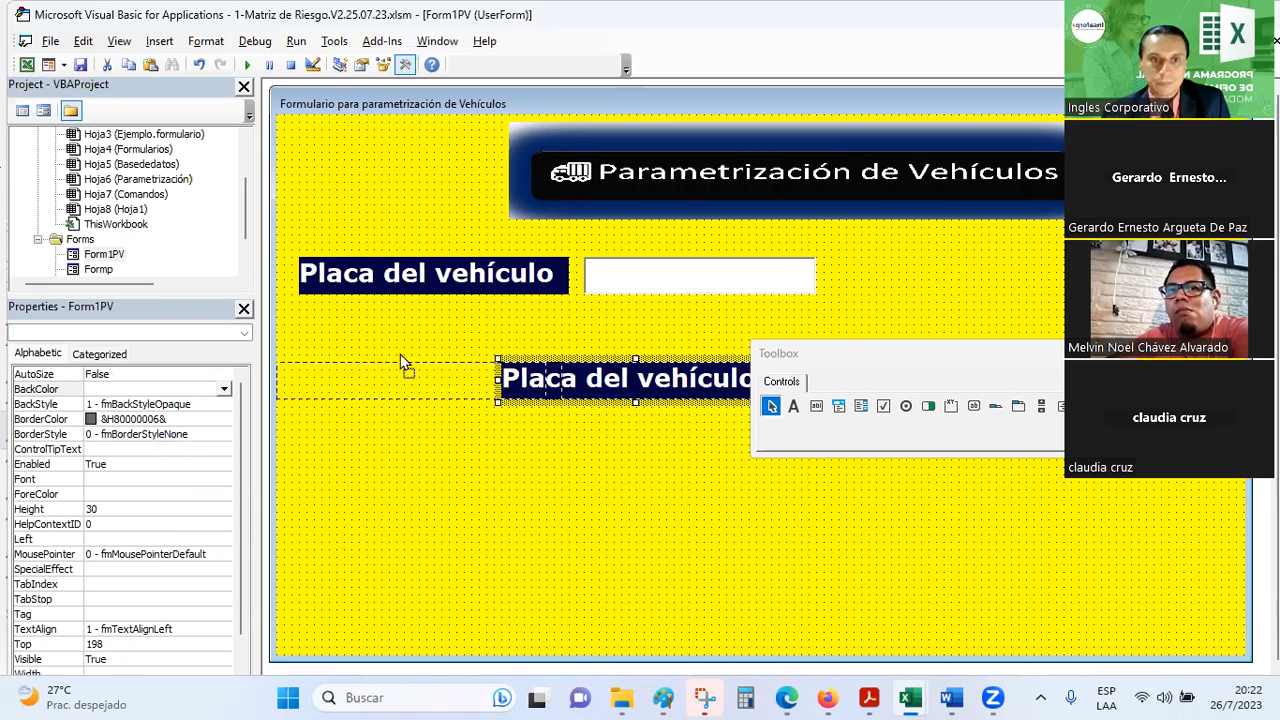 Microsoft Visual Basic for Applications - 1-Matriz de Riesgo.V2.25.07.23.xlsm - [Form1PV (UserForm)]
File Edit View Insert Format Debug Run Tools Add-ins Window Help
Project - VBAProject
Hoja3 (Ejemplo.formulario)
Hoja4 (Formularios)
Hoja5 (Basededatos)
Hoja6 (Parametrización)
Hoja7 (Comandos)
Hoja8 (Hoja1)
ThisWorkbook
Forms
Form1PV
Formp
Properties - Form1PV
Alphabetic Categorized
AutoSize False
BackColor
BackStyle 1 - fmBackStyleOpaque
BorderColor &H80000006&
BorderStyle 0 - fmBorderStyleNone
ControlTipText
Enabled True
Font
ForeColor
Height 30
HelpContextID 0
Left
MousePointer 0 - fmMousePointerDefault
SpecialEffect
TabIndex
TabStop
Tag
TextAlign 1 - fmTextAlignLeft
Top 198
Visible True
Width
Formulario para parametrización de Vehículos
Parametrización de Vehículos
Placa del vehículo
Placa del vehículo
Toolbox
Controls
Ingles Corporativo
Gerardo Ernesto...
Gerardo Ernesto Argueta De Paz
Melvin Noel Chávez Alvarado
claudia cruz
claudia cruz
27°C
Prac. despejado
Buscar
ESP
LAA
20:22
26/7/2023